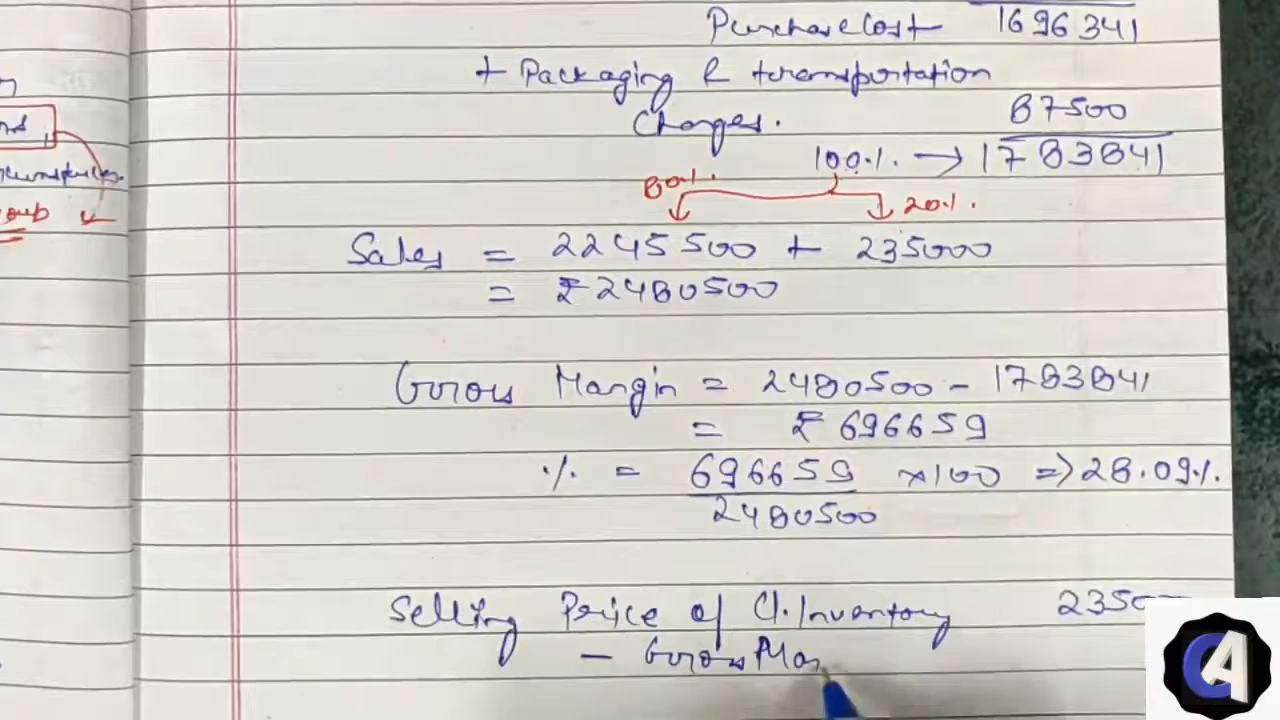 Purchase Cost 1696341
+ Packaging & transportation
Charges. 87500
100% → 1783841
80%. 20%.
Sales = 2245500 + 235000
= ₹ 2480500
Gross Margin = 2480500 - 1783841
= ₹ 696659
% = 696659 × 100 => 28.09%.
2480500
Selling Price of Cl. Inventory 2350
- Gross Mar
CA